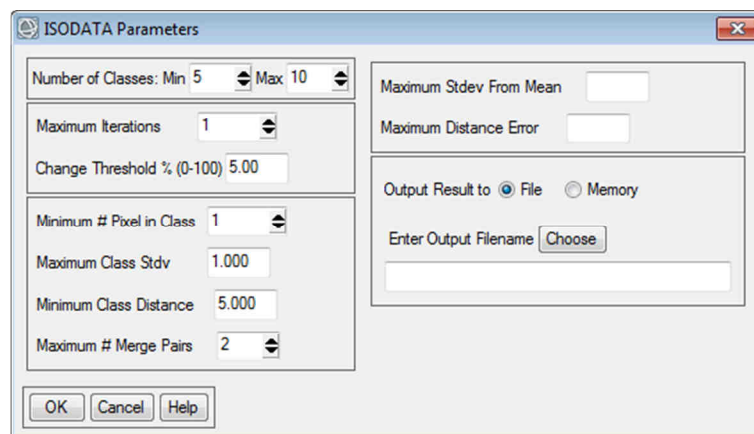 ISODATA Parameters
Number of Classes: Min 5 Max 10
Maximum Iterations 1
Change Threshold % (0-100) 5.00
Minimum # Pixel in Class 1
Maximum Class Stdv 1.000
Minimum Class Distance 5.000
Maximum # Merge Pairs 2
Maximum Stdev From Mean
Maximum Distance Error
Output Result to File Memory
Enter Output Filename Choose
OK Cancel Help